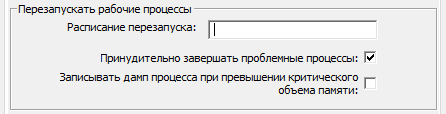 Перезапускать рабочие процессы
Расписание перезапуска:
Принудительно завершать проблемные процессы:
Записывать дамп процесса при превышении критического
объема памяти: